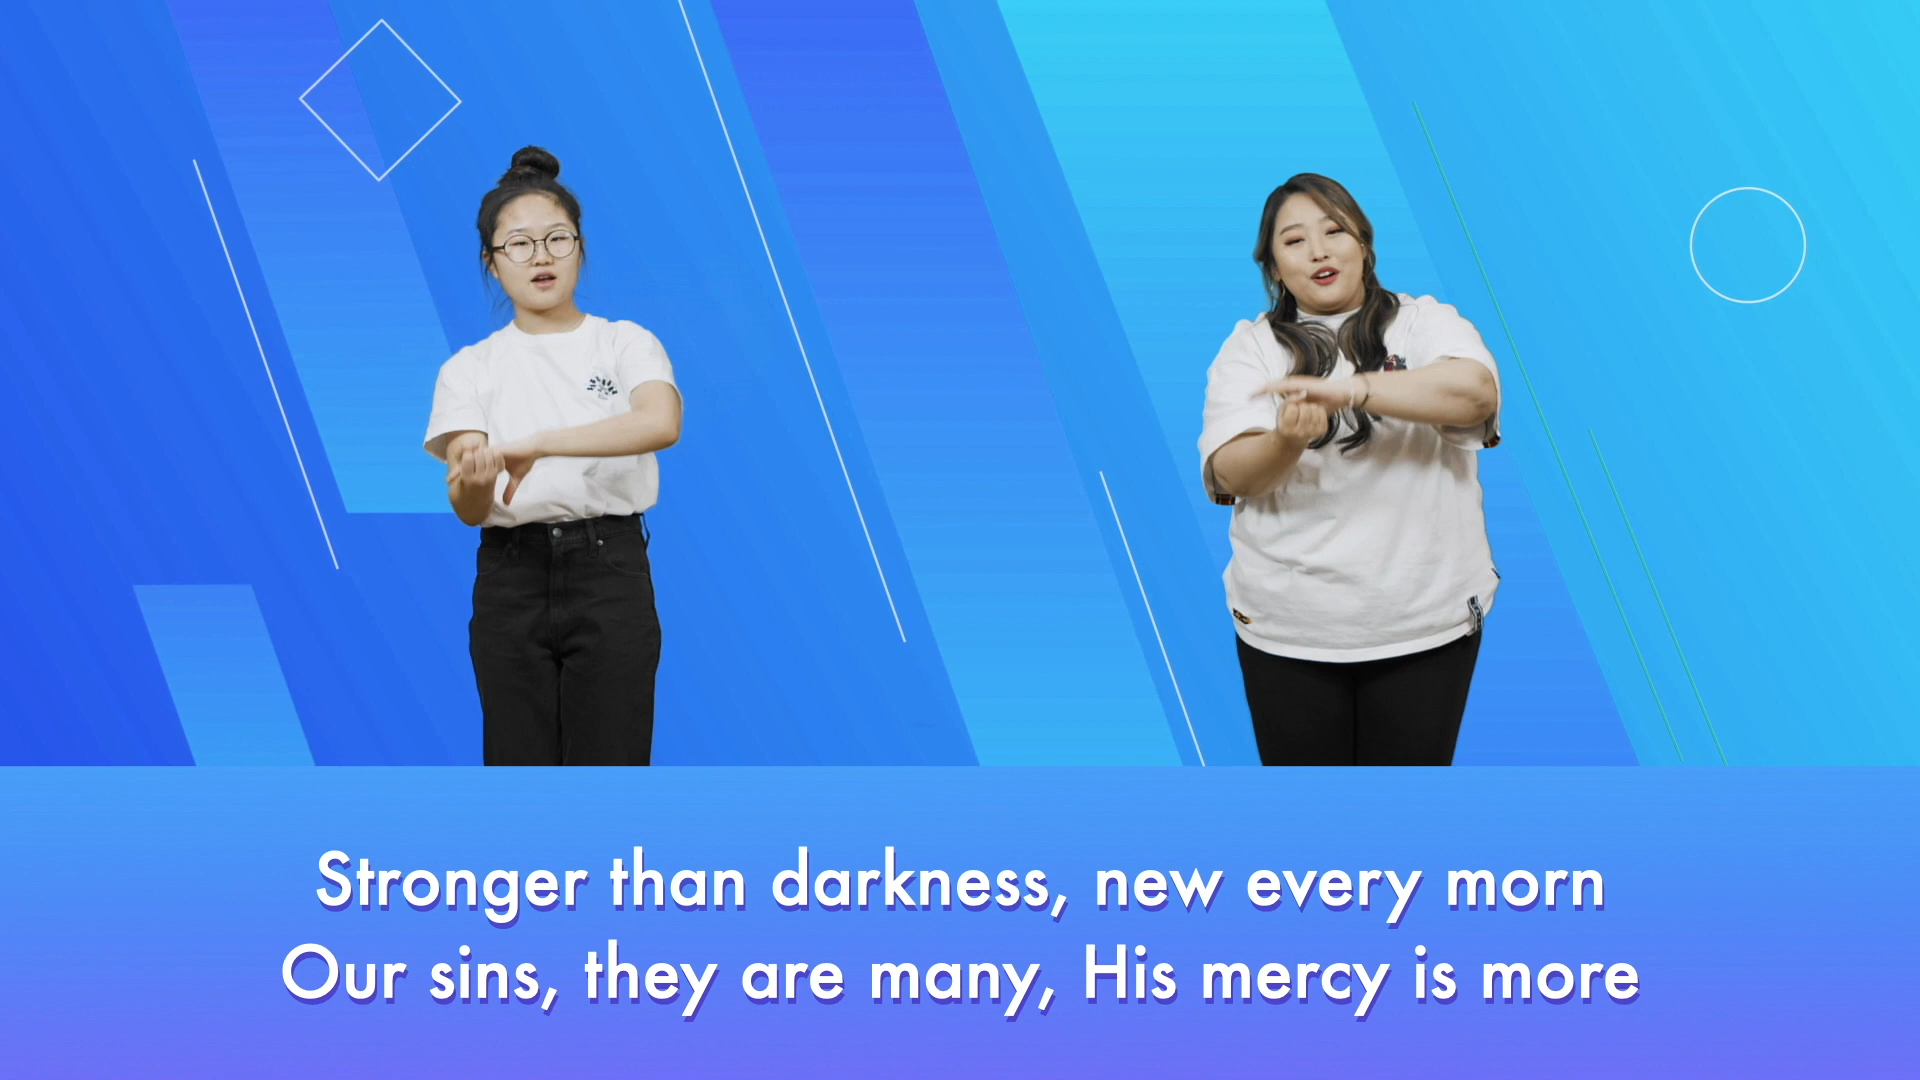 Stronger than darkness, new every morn
Our sins, they are many, His mercy is more